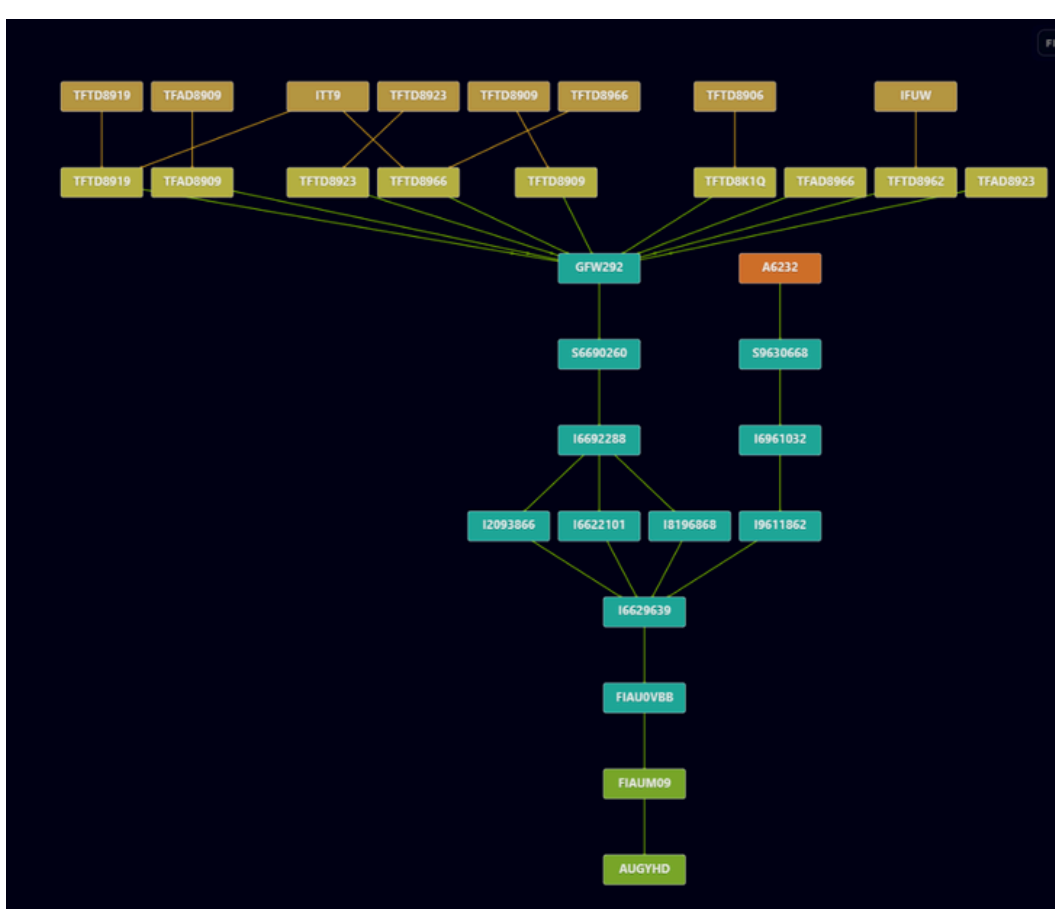 FI
TFTD8919 TFAD8909 ITT9 TFTD8923 TFTD8909 TFTD8966 TFTD8906 IFUW
TFTD8919 TFAD8909 TFTD8923 TFTD8966 TFTD8909 TFTD8K1Q TFAD8966 TFTD8962 TFAD8923
GFW292 A6232
S6690260 S9630668
I6692288 I6961032
I2093866 I6622101 I8196868 I9611862
I6629639
FIAU0VBB
FIAUM09
AUGYHD